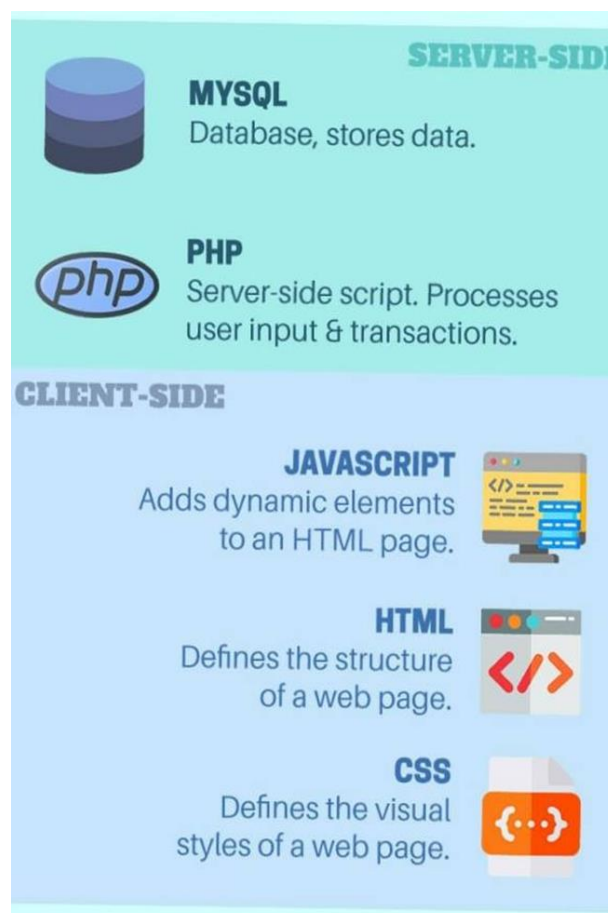 SERVER-SIDE
MYSQL
Database, stores data.
php
PHP
Server-side script. Processes
user input & transactions.
CLIENT-SIDE
JAVASCRIPT
Adds dynamic elements
to an HTML page.
</>
HTML
Defines the structure
of a web page.
</>
CSS
Defines the visual
styles of a web page.
{...}